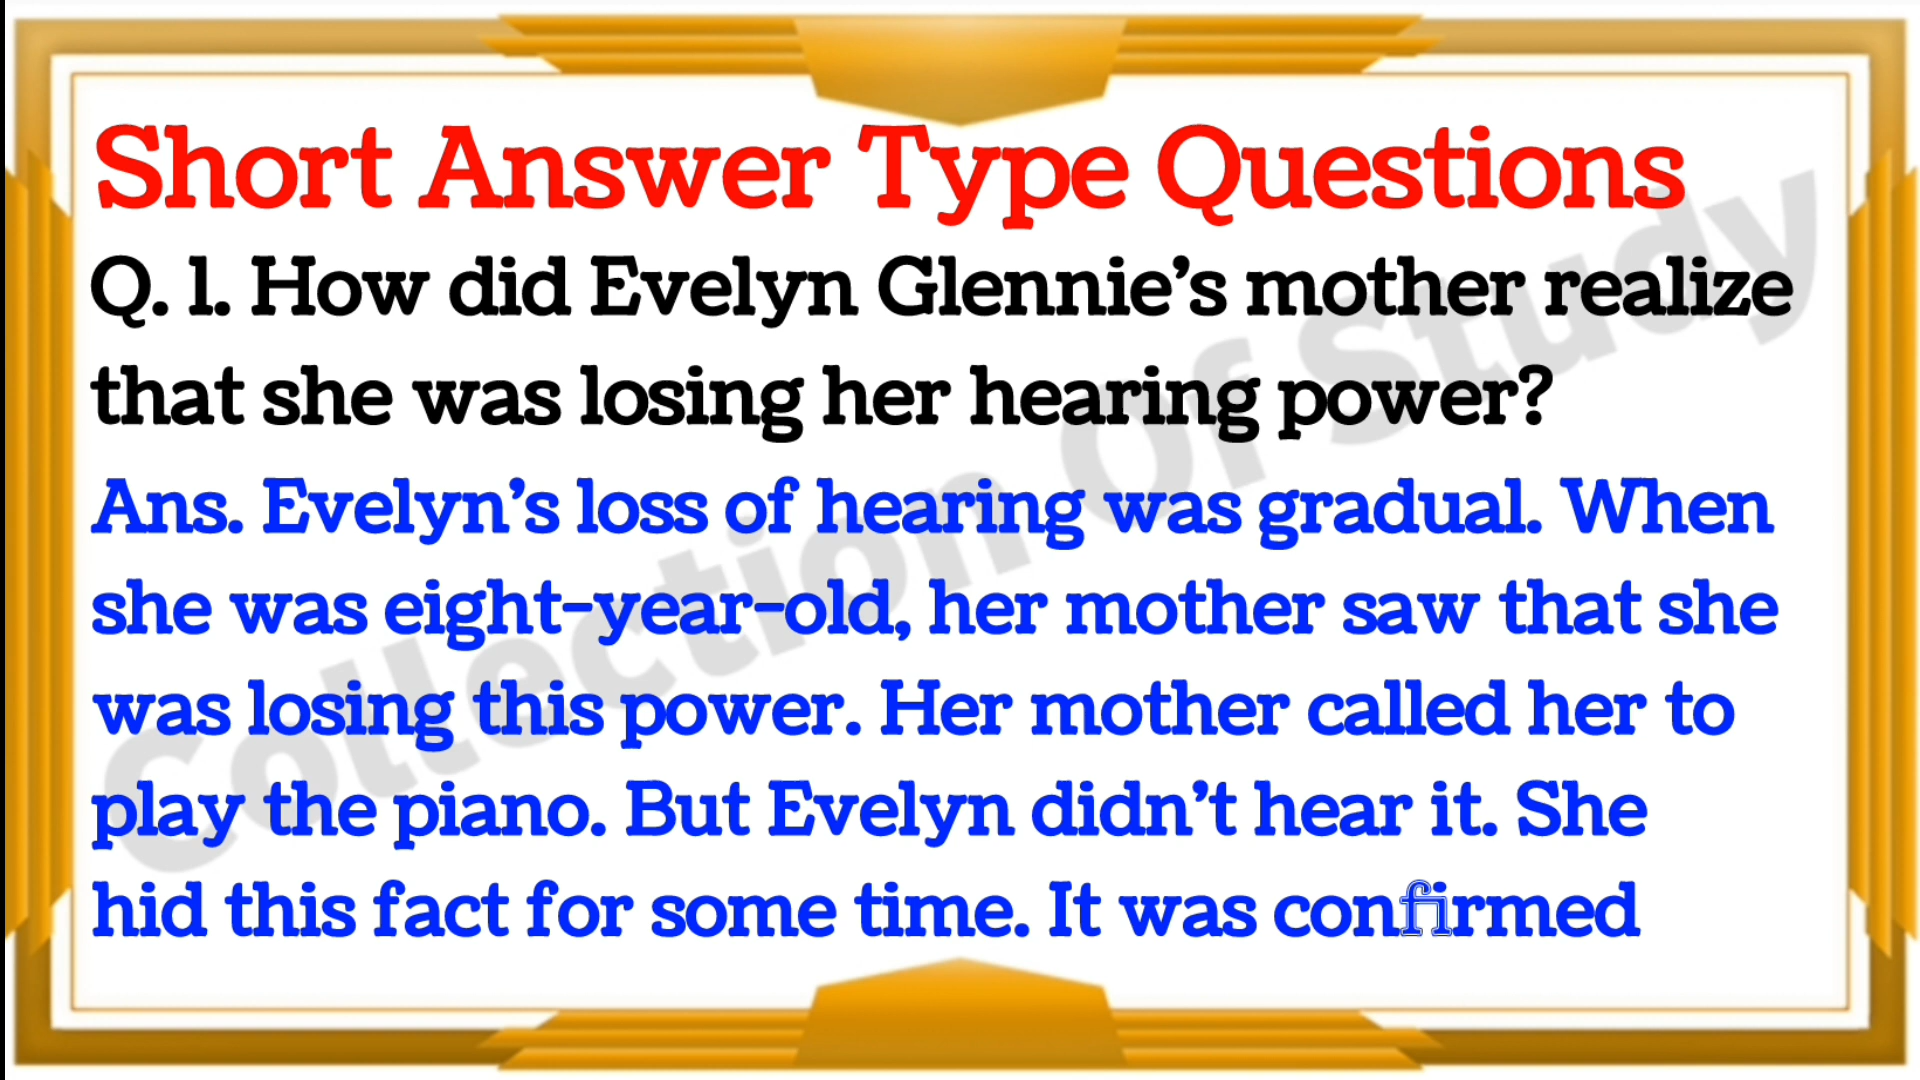 Short Answer Type Questions
Q. 1. How did Evelyn Glennie’s mother realize
that she was losing her hearing power?
Ans. Evelyn’s loss of hearing was gradual. When
she was eight-year-old, her mother saw that she
was losing this power. Her mother called her to
play the piano. But Evelyn didn’t hear it. She
hid this fact for some time. It was confirmed
Collection Of Study